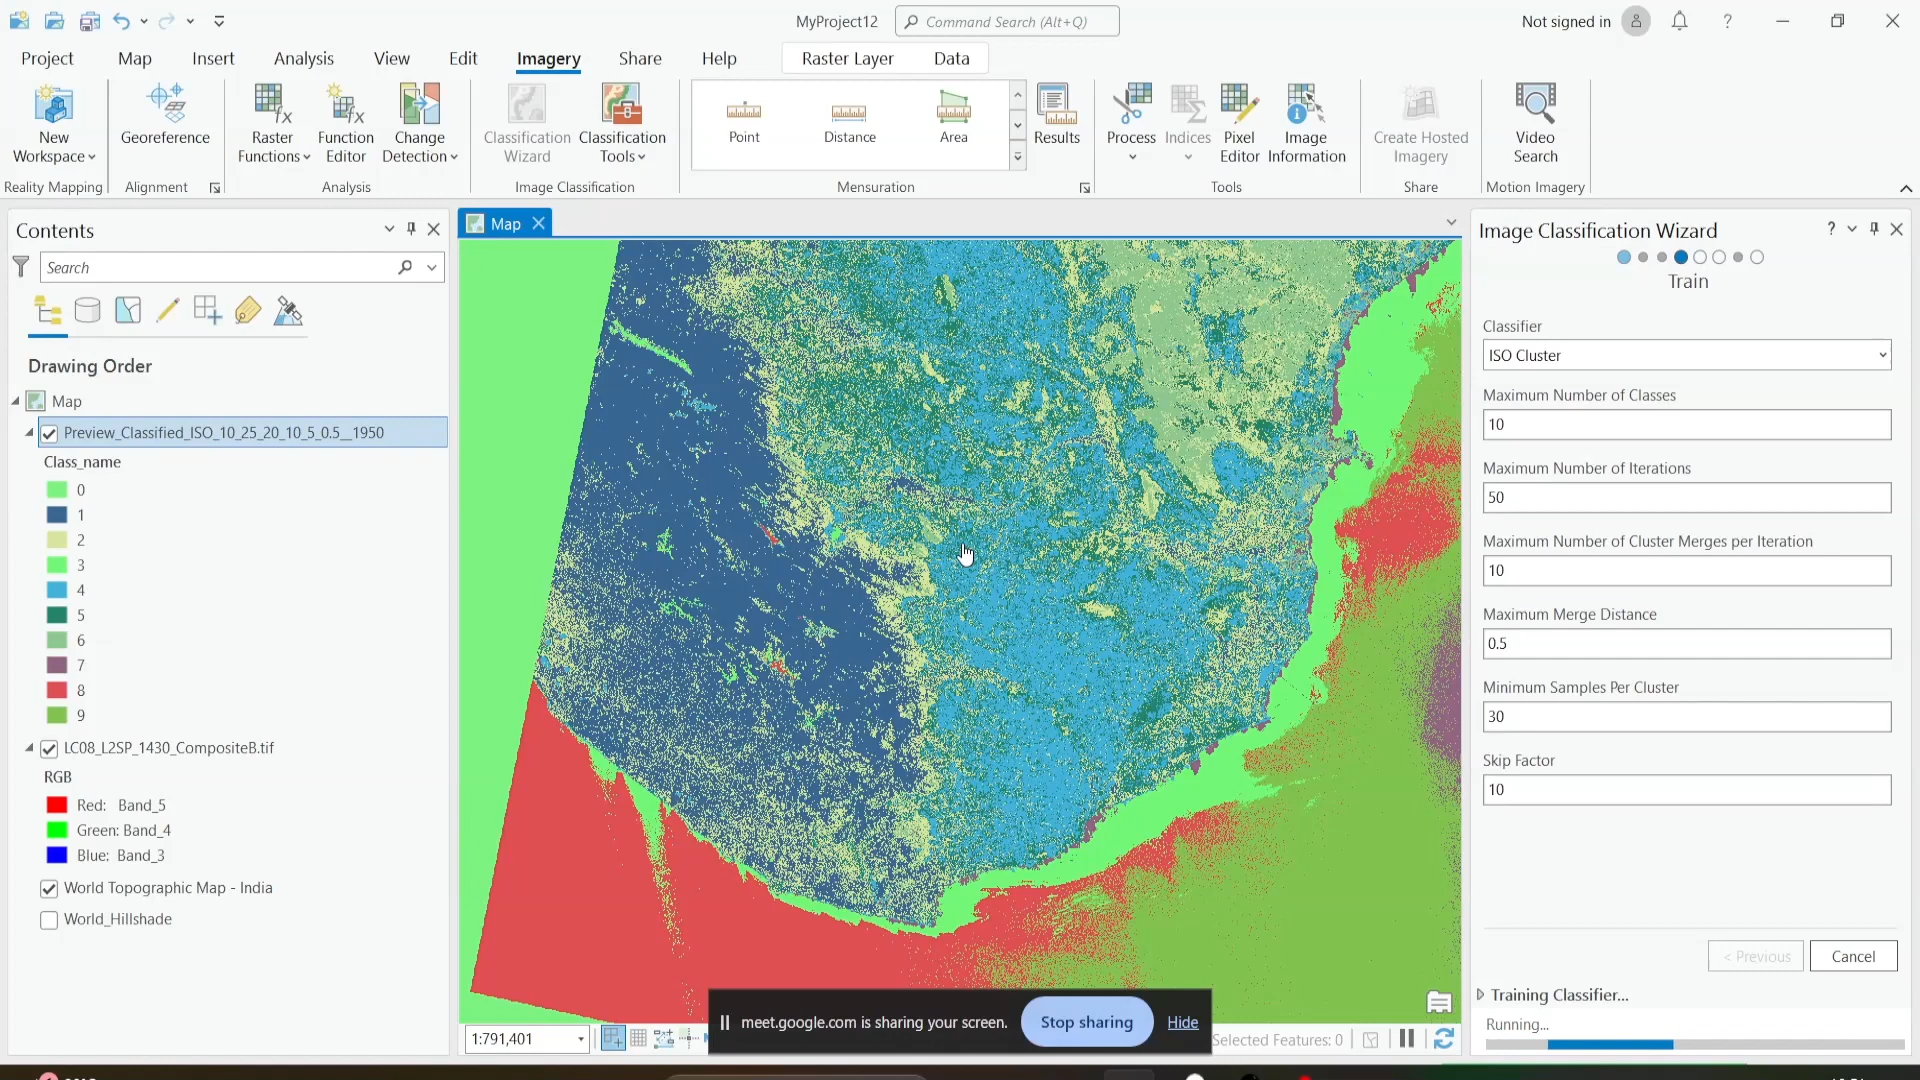 MyProject12
Command Search (Alt+Q)
Not signed in
?
Project
Map
Insert
Analysis
View
Edit
Imagery
Share
Help
Raster Layer
Data
New Workspace
Georeference
Raster Functions
Function Editor
Change Detection
Classification Wizard
Classification Tools
Point
Distance
Area
Results
Process
Indices
Pixel Editor
Image Information
Create Hosted Imagery
Video Search
Reality Mapping
Alignment
Analysis
Image Classification
Mensuration
Tools
Share
Motion Imagery
Contents
Search
Drawing Order
Map
Preview_Classified_ISO_10_25_20_10_5_0.5__1950
Class_name
0
1
2
3
4
5
6
7
8
9
LC08_L2SP_1430_CompositeB.tif
RGB
Red: Band_5
Green: Band_4
Blue: Band_3
World Topographic Map - India
World_Hillshade
Map
1:791,401
meet.google.com is sharing your screen.
Stop sharing
Hide
Selected Features: 0
Image Classification Wizard
?
Train
Classifier
ISO Cluster
Maximum Number of Classes
10
Maximum Number of Iterations
50
Maximum Number of Cluster Merges per Iteration
10
Maximum Merge Distance
0.5
Minimum Samples Per Cluster
30
Skip Factor
10
< Previous
Cancel
Training Classifier...
Running...